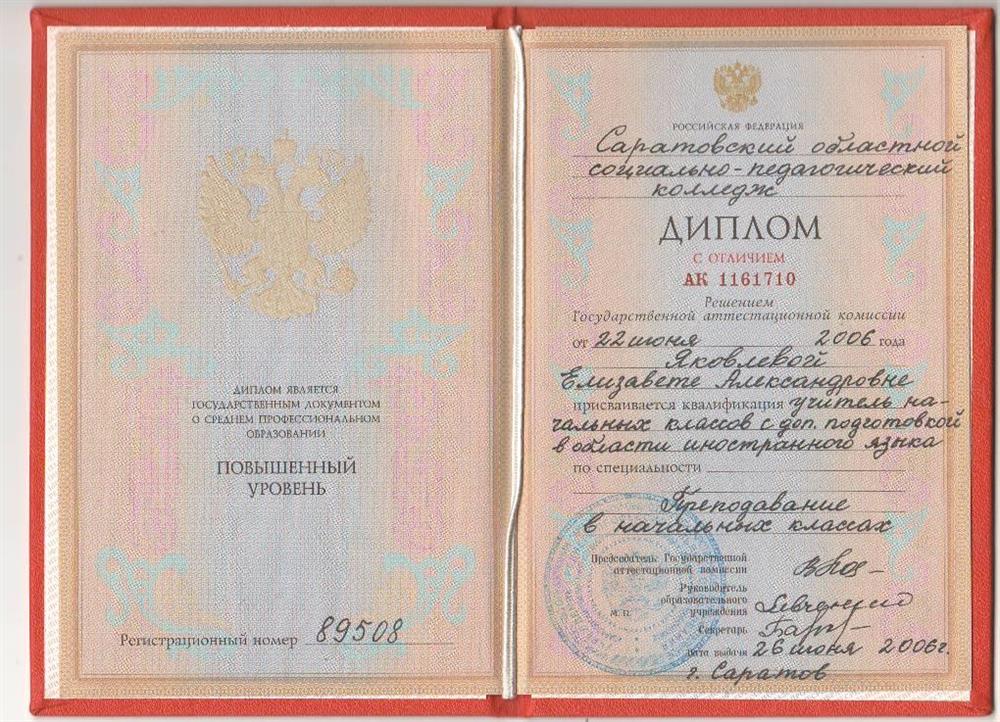 ДИПЛОМ ЯВЛЯЕТСЯ
ГОСУДАРСТВЕННЫМ ДОКУМЕНТОМ
О СРЕДНЕМ ПРОФЕССИОНАЛЬНОМ
ОБРАЗОВАНИИ
ПОВЫШЕННЫЙ
УРОВЕНЬ
Регистрационный номер 89508
РОССИЙСКАЯ ФЕДЕРАЦИЯ
Саратовский областной
социально-педагогический
колледж
ДИПЛОМ
С ОТЛИЧИЕМ
АК 1161710
Решением
Государственной аттестационной комиссии
от 22 июня 2006 года
Яковлевой
Елизавете Александровне
присваивается квалификация учитель на-
чальных классов с доп. подготовкой
в области иностранного языка
по специальности
Преподавание
в начальных классах
Председатель Государственной
аттестационной комиссии
Руководитель
образовательного
учреждения
М. П.
Секретарь
Дата выдачи 26 июня 2006г.
г. Саратов